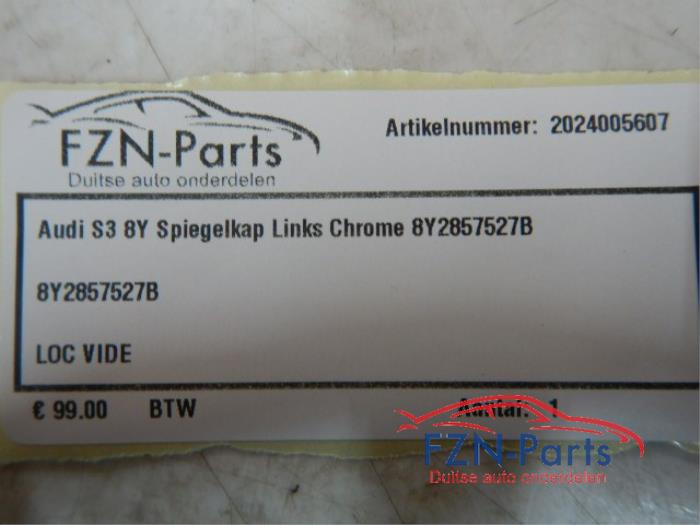 FZN-Parts
Duitse auto onderdelen
Artikelnummer: 2024005607
Audi S3 8Y Spiegelkap Links Chrome 8Y2857527B
8Y2857527B
LOC VIDE
€ 99.00 BTW Aantal: 1
FZN-Parts
Duitse auto onderdelen